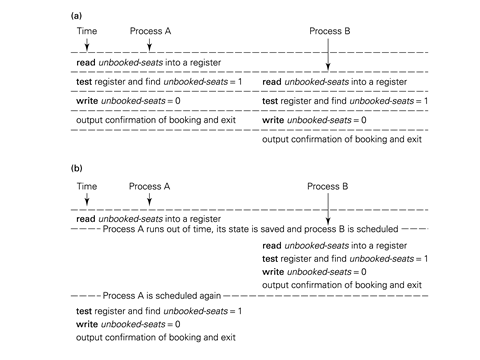 (a)
Time Process A Process B
read unbooked-seats into a register
test register and find unbooked-seats = 1 read unbooked-seats into a register
write unbooked-seats = 0 test register and find unbooked-seats = 1
output confirmation of booking and exit write unbooked-seats = 0
output confirmation of booking and exit
(b)
Time Process A Process B
read unbooked-seats into a register
Process A runs out of time, its state is saved and process B is scheduled
read unbooked-seats into a register
test register and find unbooked-seats = 1
write unbooked-seats = 0
output confirmation of booking and exit
Process A is scheduled again
test register and find unbooked-seats = 1
write unbooked-seats = 0
output confirmation of booking and exit